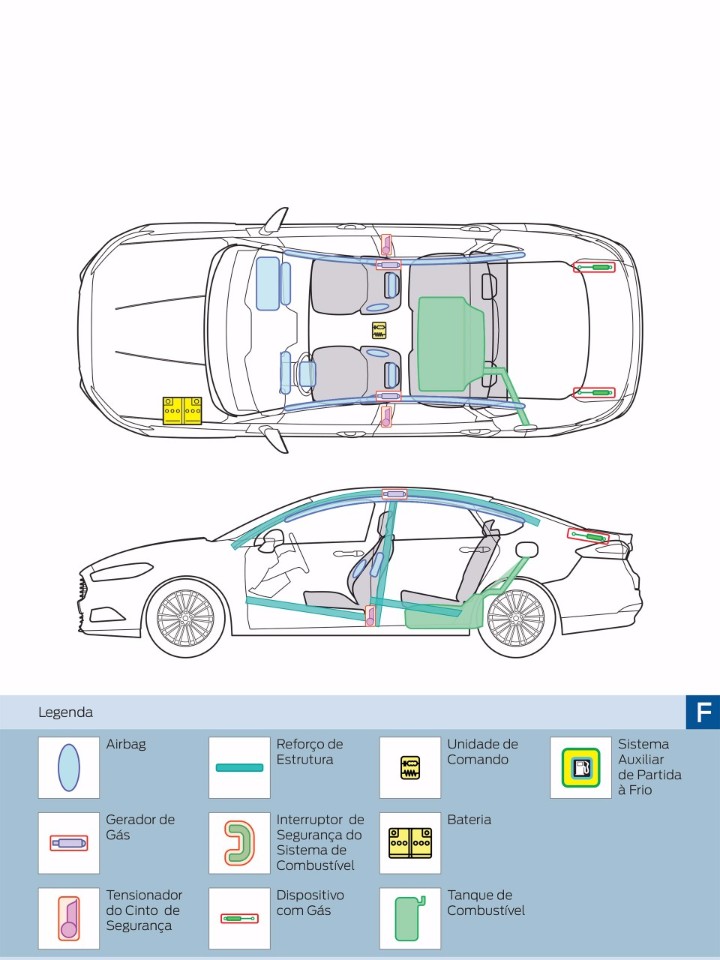 Legenda
F
Airbag
Reforço de
Estrutura
Unidade de
Comando
Sistema
Auxiliar
de Partida
à Frio
Gerador de
Gás
Interruptor de
Segurança do
Sistema de
Combustível
Bateria
Tensionador
do Cinto de
Segurança
Dispositivo
com Gás
Tanque de
Combustível